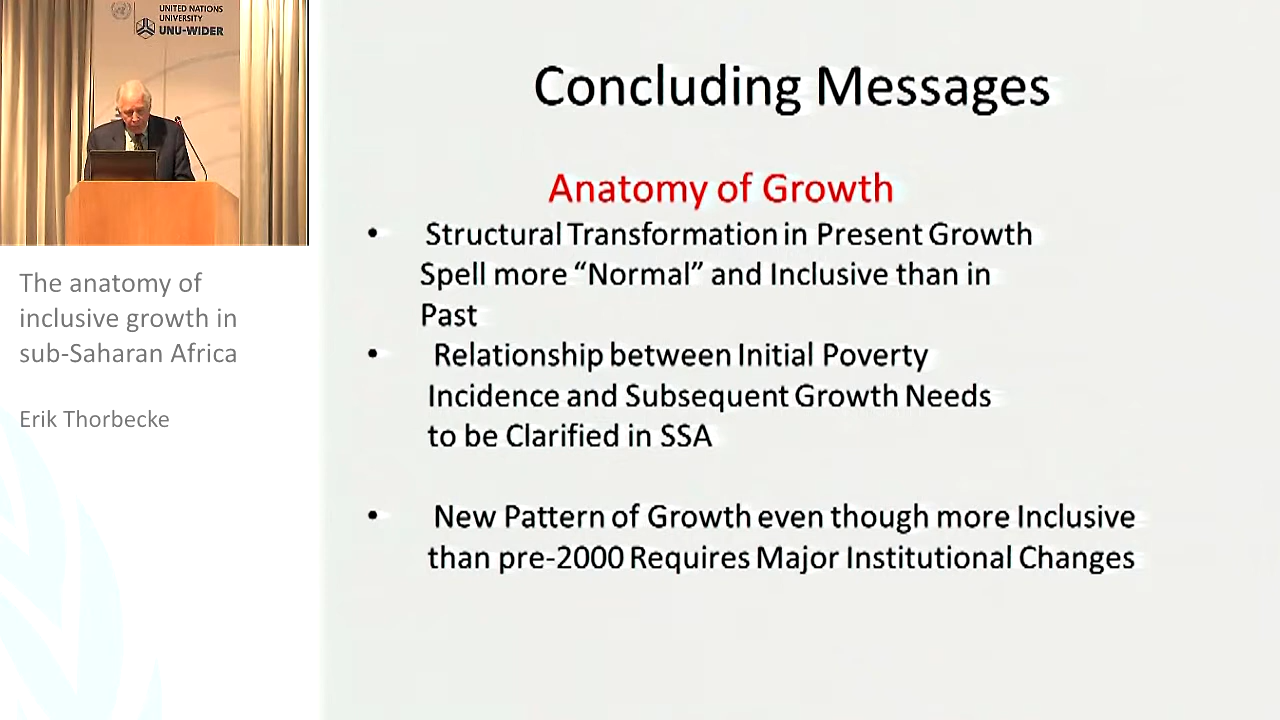 UNITED NATIONS
UNIVERSITY
UNU-WIDER
Concluding Messages
Anatomy of Growth
• Structural Transformation in Present Growth
Spell more “Normal” and Inclusive than in
Past
• Relationship between Initial Poverty
Incidence and Subsequent Growth Needs
to be Clarified in SSA
• New Pattern of Growth even though more Inclusive
than pre-2000 Requires Major Institutional Changes
The anatomy of
inclusive growth in
sub-Saharan Africa
Erik Thorbecke